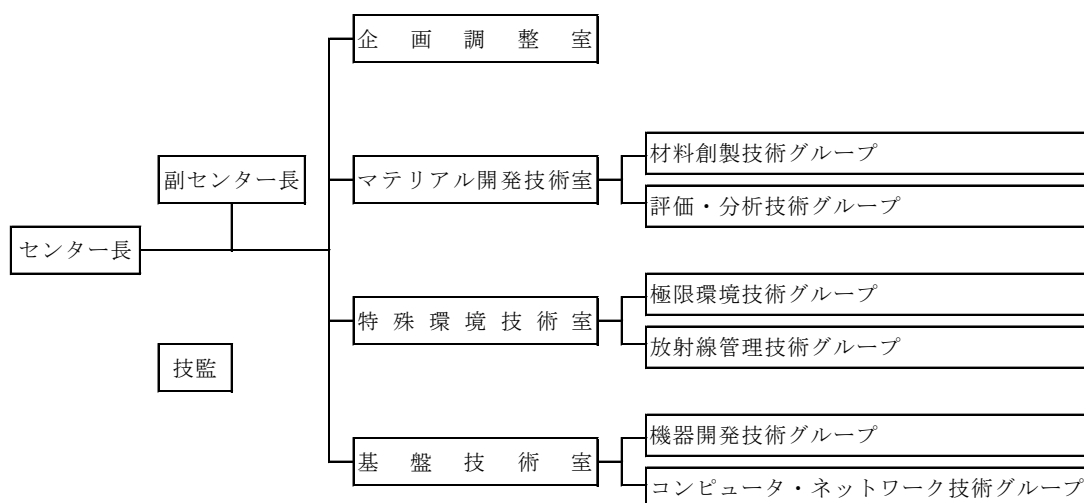 企画調整室
副センター長
マテリアル開発技術室
材料創製技術グループ
評価・分析技術グループ
センター長
特殊環境技術室
極限環境技術グループ
放射線管理技術グループ
技監
基盤技術室
機器開発技術グループ
コンピュータ・ネットワーク技術グループ